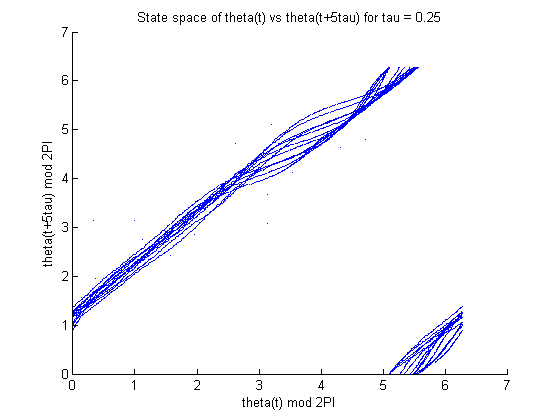 State space of theta(t) vs theta(t+5tau) for tau = 0.25
7
6
5
4
3
2
1
0
theta(t+5tau) mod 2PI
0 1 2 3 4 5 6 7
theta(t) mod 2PI